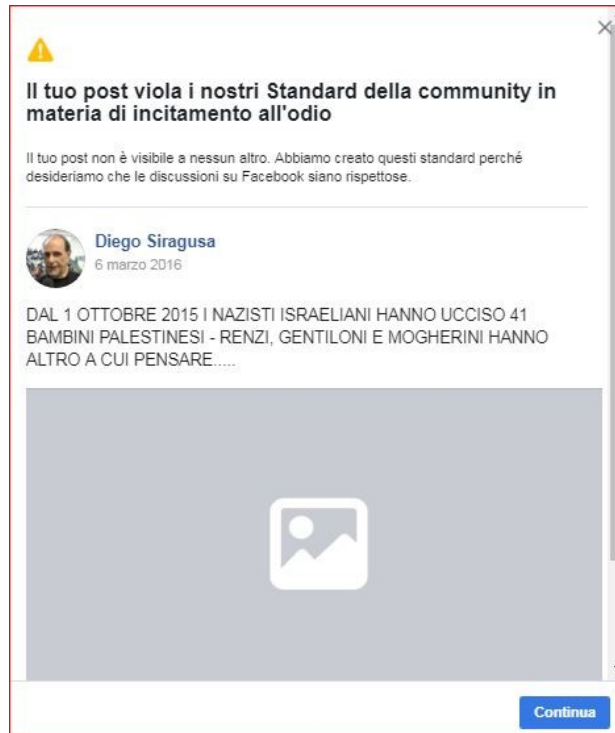 Il tuo post viola i nostri Standard della community in
materia di incitamento all'odio
Il tuo post non è visibile a nessun altro. Abbiamo creato questi standard perché
desideriamo che le discussioni su Facebook siano rispettose.
Diego Siragusa
6 marzo 2016
DAL 1 OTTOBRE 2015 I NAZISTI ISRAELIANI HANNO UCCISO 41
BAMBINI PALESTINESI - RENZI, GENTILONI E MOGHERINI HANNO
ALTRO A CUI PENSARE.....
Continua